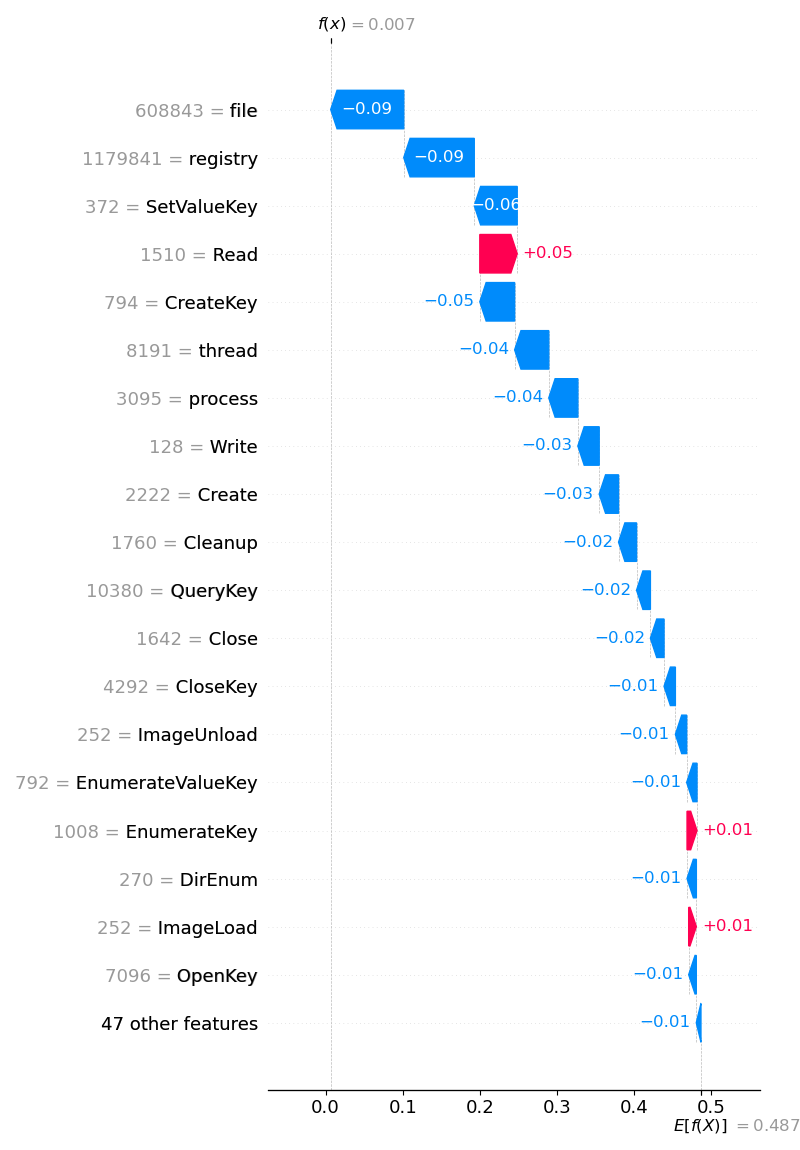 f(x) = 0.007
608843 = file −0.09
1179841 = registry −0.09
372 = SetValueKey −0.06
1510 = Read +0.05
794 = CreateKey −0.05
8191 = thread −0.04
3095 = process −0.04
128 = Write −0.03
2222 = Create −0.03
1760 = Cleanup −0.02
10380 = QueryKey −0.02
1642 = Close −0.02
4292 = CloseKey −0.01
252 = ImageUnload −0.01
792 = EnumerateValueKey −0.01
1008 = EnumerateKey +0.01
270 = DirEnum −0.01
252 = ImageLoad +0.01
7096 = OpenKey −0.01
47 other features −0.01
0.0 0.1 0.2 0.3 0.4 0.5
E[f(X)] = 0.487